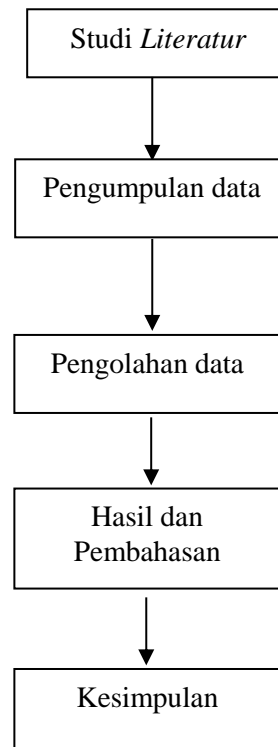 Studi Literatur
Pengumpulan data
Pengolahan data
Hasil dan
Pembahasan
Kesimpulan